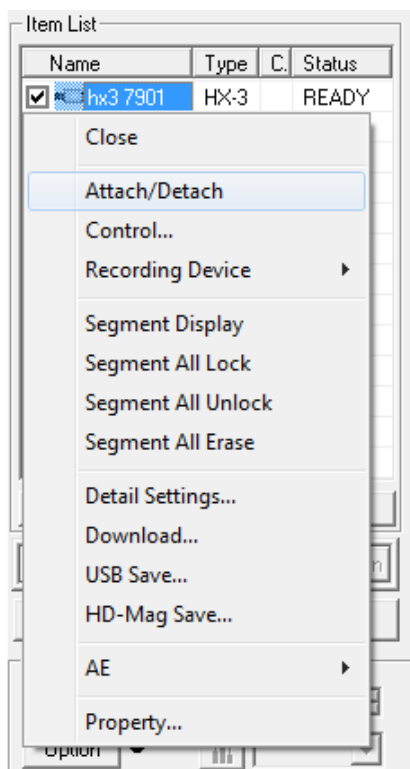 Item List
Name Type C. Status
hx3 7901 HX-3 READY
Close
Attach/Detach
Control...
Recording Device
Segment Display
Segment All Lock
Segment All Unlock
Segment All Erase
Detail Settings...
Download...
USB Save...
HD-Mag Save...
AE
Property...
Option